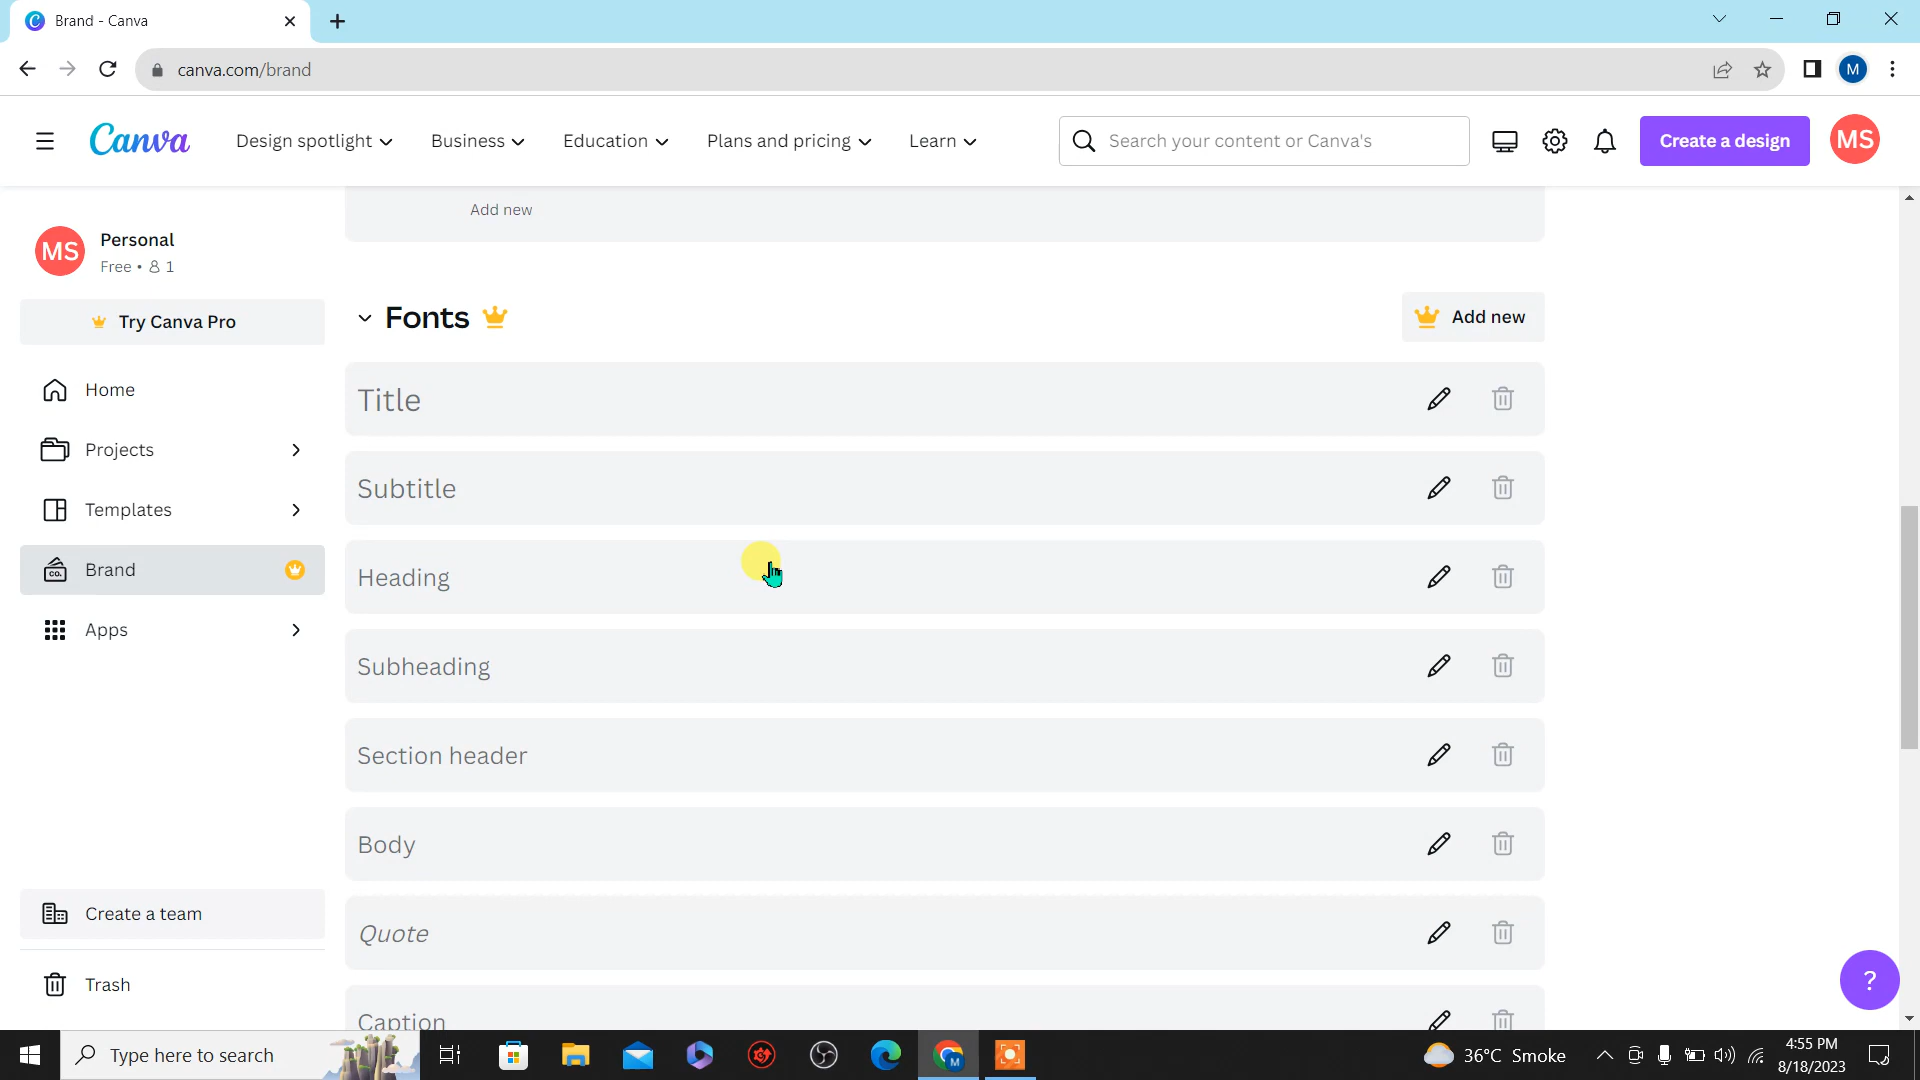 Brand - Canva
canva.com/brand
M
Canva
Design spotlight
Business
Education
Plans and pricing
Learn
Search your content or Canva's
Create a design
MS
MS
Personal
Free • 1
Try Canva Pro
Home
Projects
Templates
CO.
Brand
Apps
Create a team
Trash
Add new
Fonts
Add new
Title
Subtitle
Heading
Subheading
Section header
Body
Quote
Caption
?
Type here to search
M
36°C Smoke
4:55 PM
8/18/2023